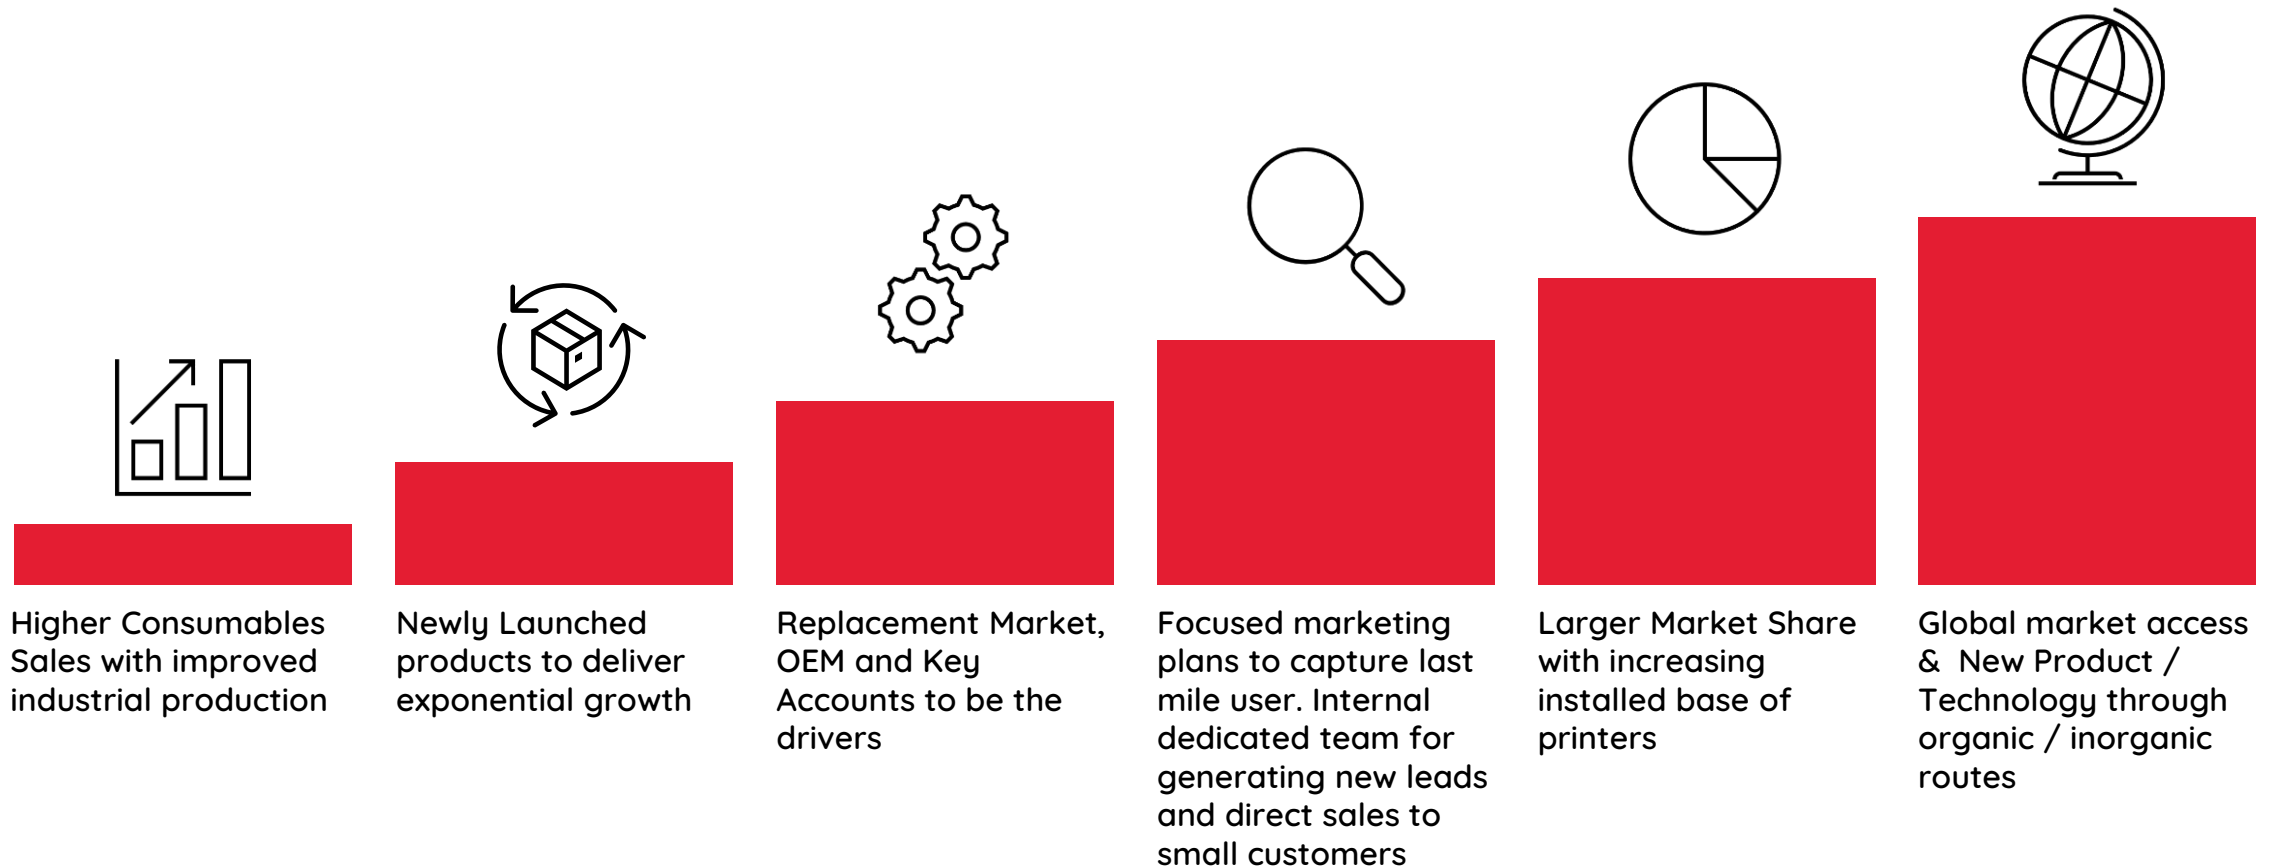 Higher Consumables
Sales with improved
industrial production
Newly Launched
products to deliver
exponential growth
Replacement Market,
OEM and Key
Accounts to be the
drivers
Focused marketing
plans to capture last
mile user. Internal
dedicated team for
generating new leads
and direct sales to
small customers
Larger Market Share
with increasing
installed base of
printers
Global market access
&  New Product /
Technology through
organic / inorganic
routes